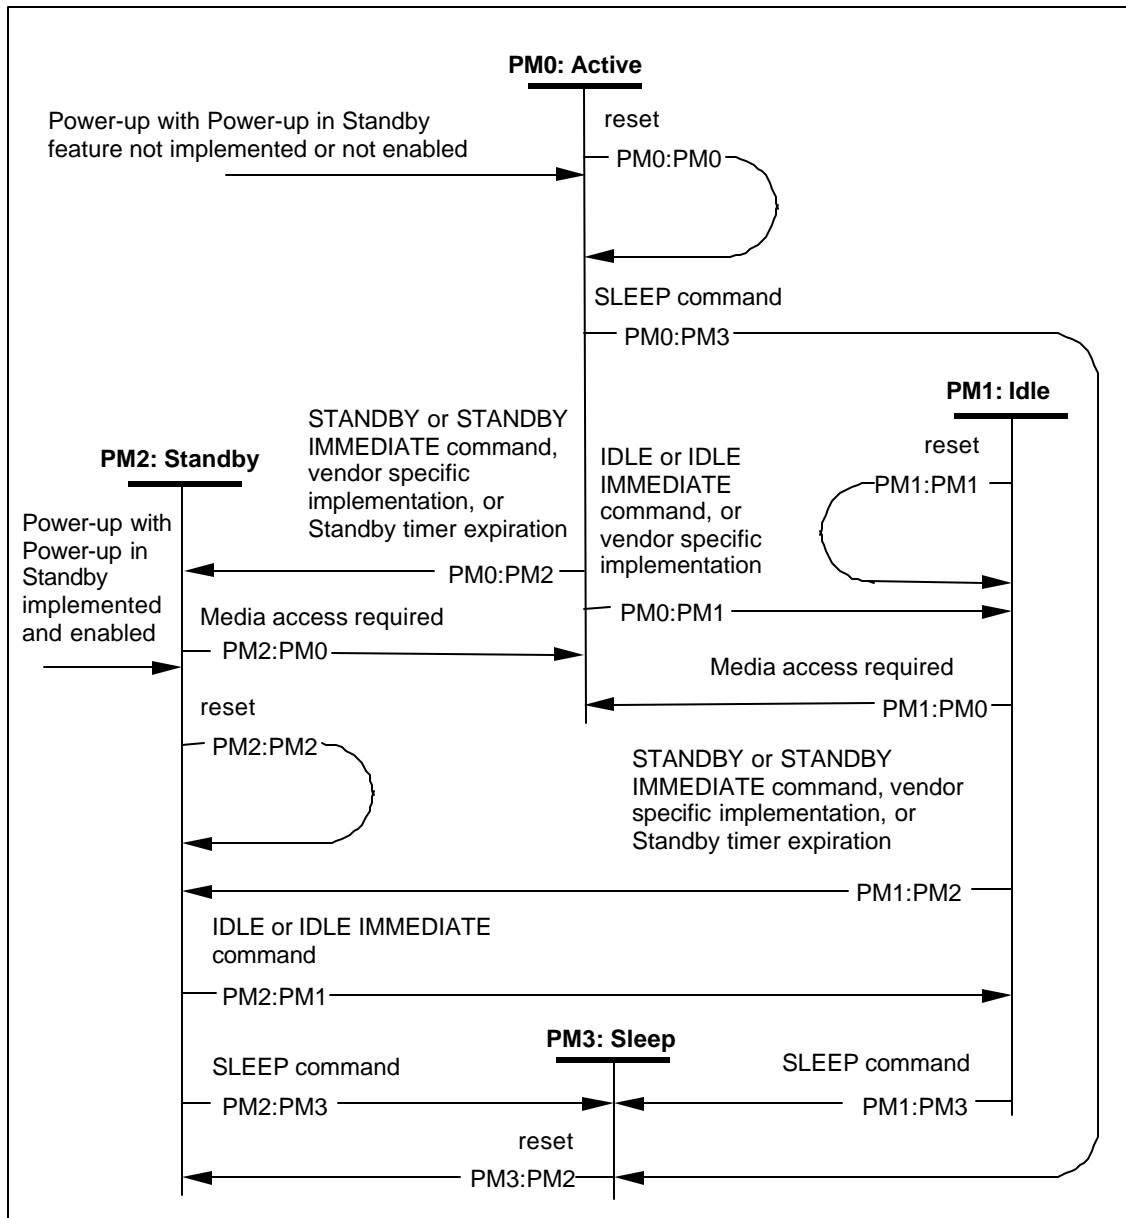 PM0: Active
Power-up with Power-up in Standby
feature not implemented or not enabled
reset
PM0:PM0
SLEEP command
PM0:PM3
PM1: Idle
STANDBY or STANDBY
IMMEDIATE command,
vendor specific
implementation, or
Standby timer expiration
PM0:PM2
IDLE or IDLE
IMMEDIATE
command, or
vendor specific
implementation
PM0:PM1
reset
PM1:PM1
PM2: Standby
Power-up with
Power-up in
Standby
implemented
and enabled
Media access required
PM2:PM0
Media access required
PM1:PM0
reset
PM2:PM2
STANDBY or STANDBY
IMMEDIATE command, vendor
specific implementation, or
Standby timer expiration
PM1:PM2
IDLE or IDLE IMMEDIATE
command
PM2:PM1
PM3: Sleep
SLEEP command
PM2:PM3
SLEEP command
PM1:PM3
reset
PM3:PM2